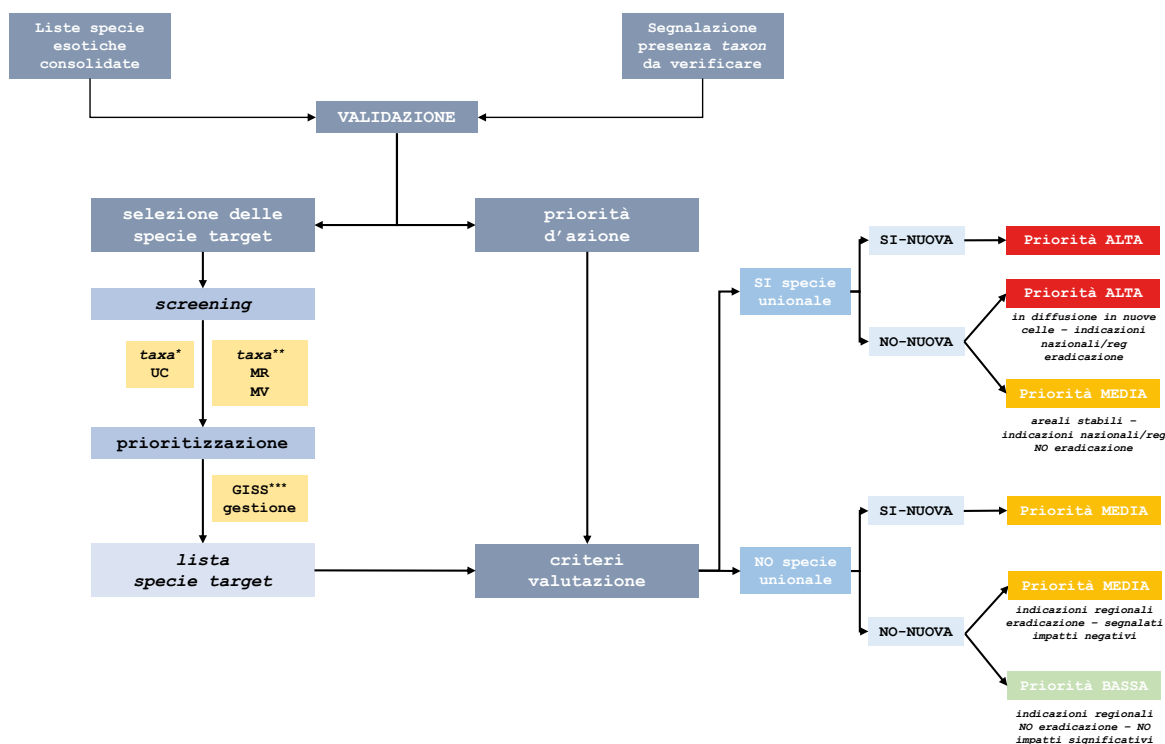 Liste specie
esotiche
consolidate
Segnalazione
presenza taxon
da verificare
VALIDAZIONE
selezione delle
specie target
priorità
d'azione
screening
taxa*
UC
taxa**
MR
MV
prioritizzazione
GISS***
gestione
lista
specie target
criteri
valutazione
SI specie
unionale
SI-NUOVA
Priorità ALTA
NO-NUOVA
Priorità ALTA
in diffusione in nuove
celle – indicazioni
nazionali/reg
eradicazione
Priorità MEDIA
areali stabili –
indicazioni nazionali/reg
NO eradicazione
NO specie
unionale
SI-NUOVA
Priorità MEDIA
NO-NUOVA
Priorità MEDIA
indicazioni regionali
eradicazione – segnalati
impatti negativi
Priorità BASSA
indicazioni regionali
NO eradicazione – NO
impatti significativi